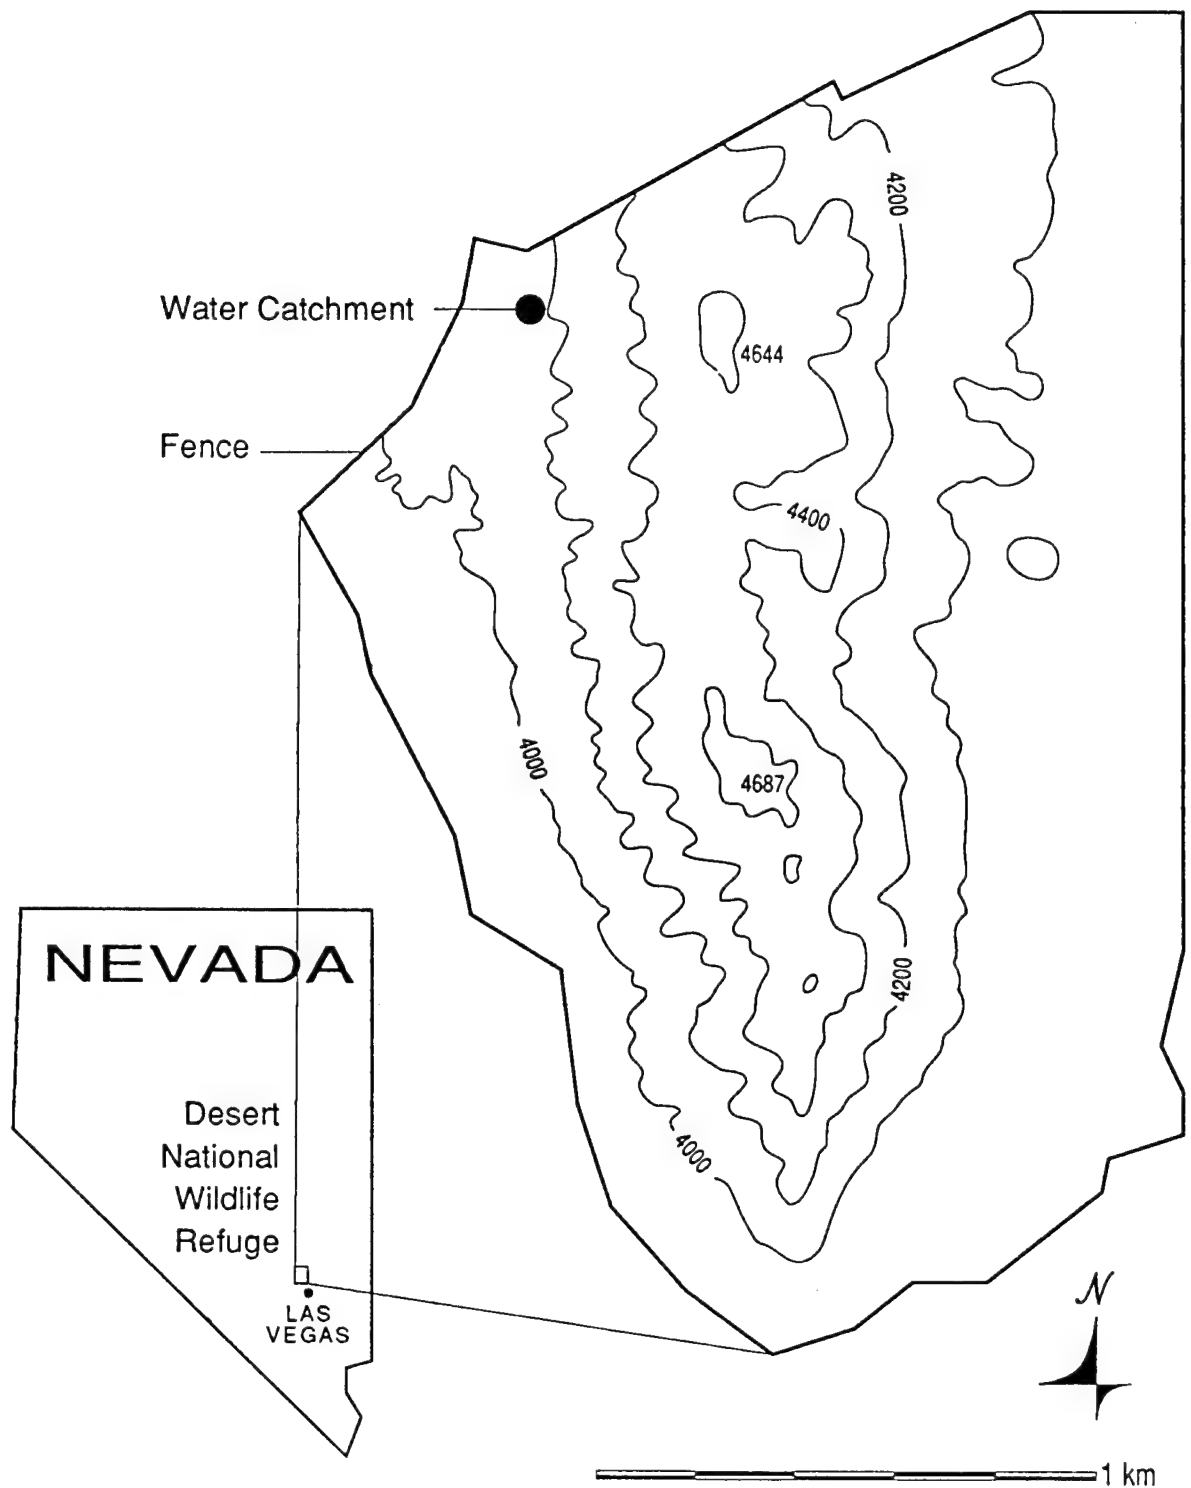 4200
Water Catchment
4644
Fence
4400
4000
4687
NEVADA
4200
Desert
National
Wildlife
Refuge
4000
LAS
VEGAS
N
1 km